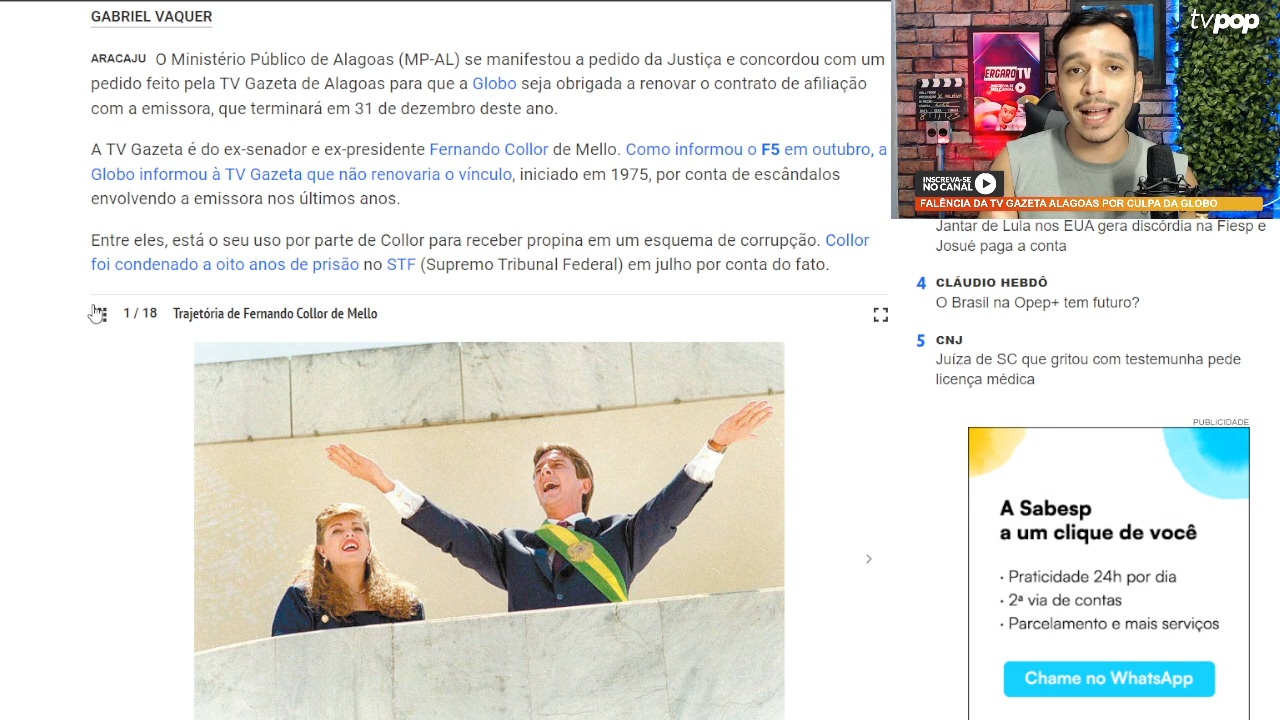 GABRIEL VAQUER
ARACAJU O Ministério Público de Alagoas (MP-AL) se manifestou a pedido da Justiça e concordou com um
pedido feito pela TV Gazeta de Alagoas para que a Globo seja obrigada a renovar o contrato de afiliação
com a emissora, que terminará em 31 de dezembro deste ano.
A TV Gazeta é do ex-senador e ex-presidente Fernando Collor de Mello. Como informou o F5 em outubro, a
Globo informou à TV Gazeta que não renovaria o vínculo, iniciado em 1975, por conta de escândalos
envolvendo a emissora nos últimos anos.
Entre eles, está o seu uso por parte de Collor para receber propina em um esquema de corrupção. Collor
foi condenado a oito anos de prisão no STF (Supremo Tribunal Federal) em julho por conta do fato.
1 / 18 Trajetória de Fernando Collor de Mello
tvpop
ERGARO TV
INSCREVA-SE
NO CANAL
FALÊNCIA DA TV GAZETA ALAGOAS POR CULPA DA GLOBO
Jantar de Lula nos EUA gera discórdia na Fiesp e
Josué paga a conta
4 CLÁUDIO HEBDÔ
O Brasil na Opep+ tem futuro?
5 CNJ
Juíza de SC que gritou com testemunha pede
licença médica
PUBLICIDADE
A Sabesp
a um clique de você
· Praticidade 24h por dia
· 2ª via de contas
· Parcelamento e mais serviços
Chame no WhatsApp